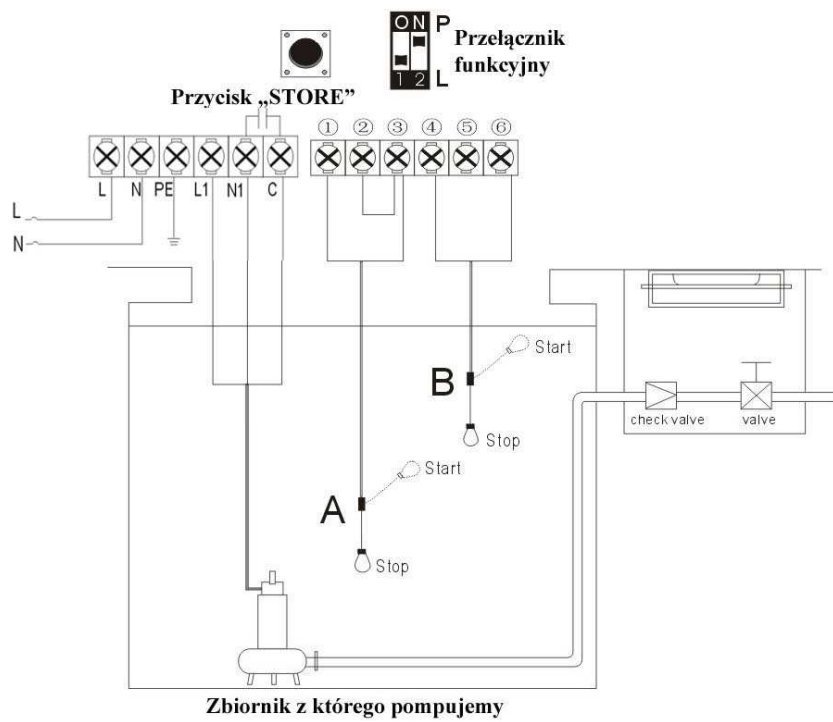 ON P
Przełącznik
funkcyjny
1 2 L
Przycisk „STORE”
① ② ③ ④ ⑤ ⑥
L N PE L1 N1 C
L
N
Start
B
Stop
check valve valve
Start
A
Stop
Zbiornik z którego pompujemy